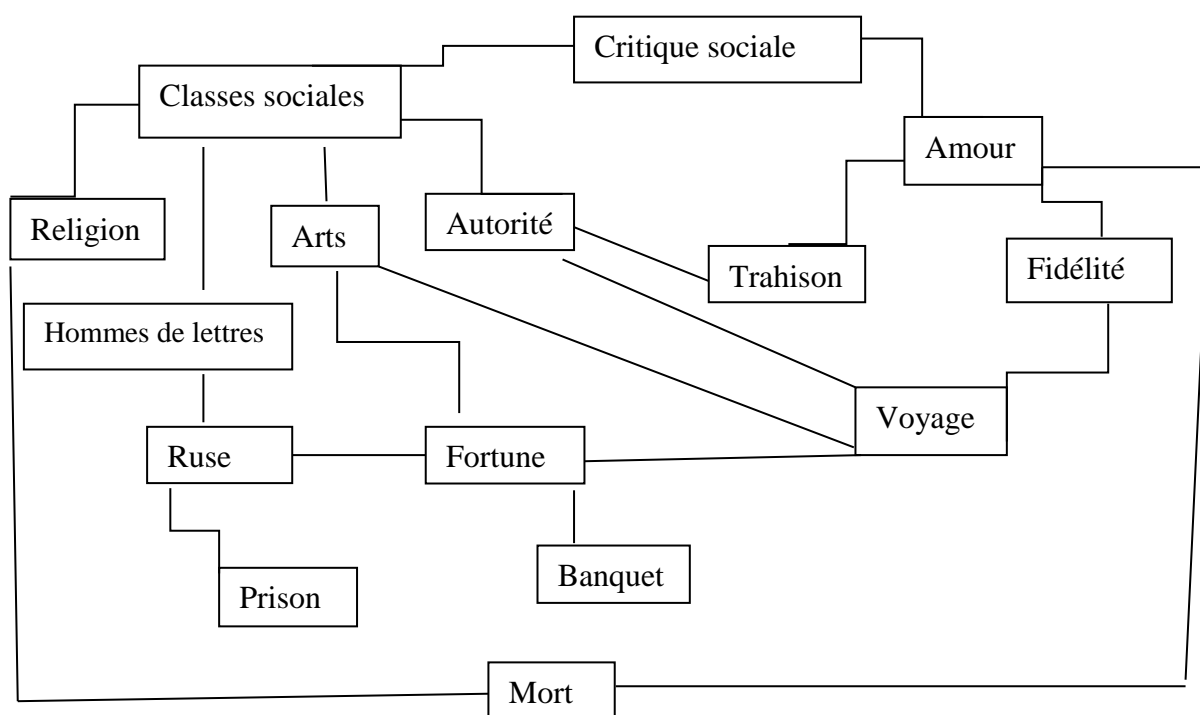 Critique sociale
Classes sociales
Amour
Religion
Arts
Autorité
Trahison
Fidélité
Hommes de lettres
Voyage
Ruse
Fortune
Banquet
Prison
Mort